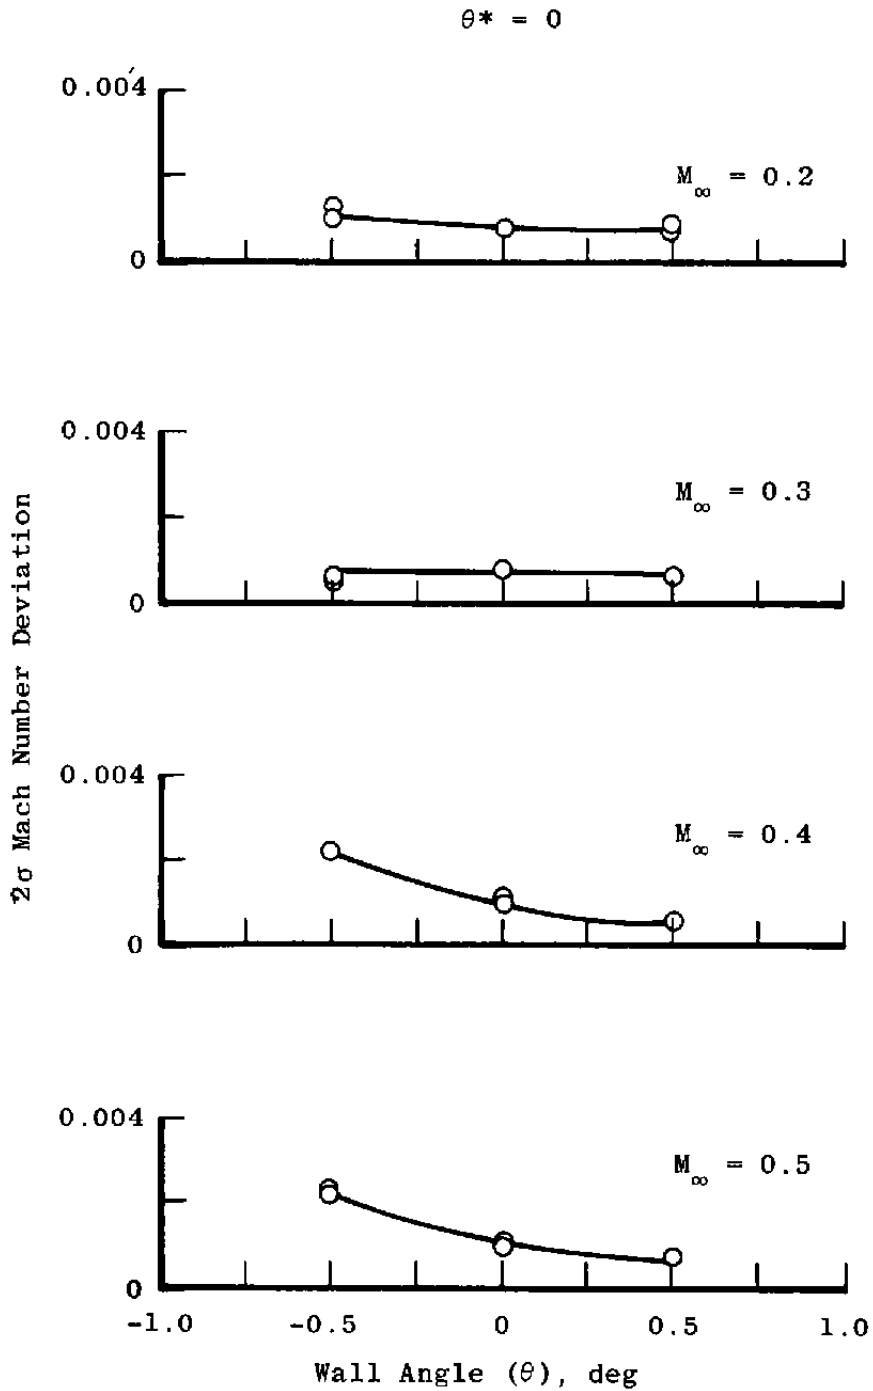 θ* = 0
0.004
M∞ = 0.2
0
0.004
M∞ = 0.3
0
2σ Mach Number Deviation
0.004
M∞ = 0.4
0
0.004
M∞ = 0.5
0
-1.0 -0.5 0 0.5 1.0
Wall Angle (θ), deg